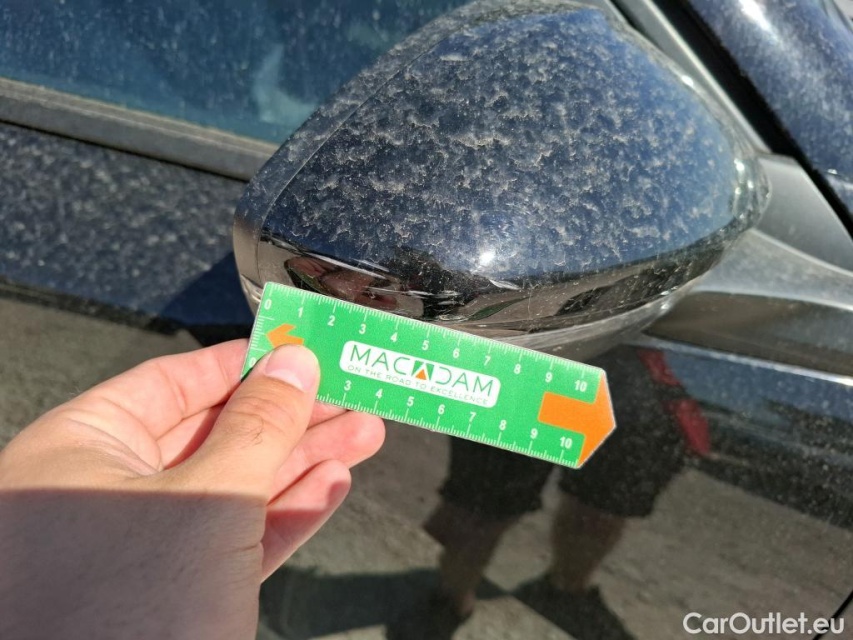 0 1 2 3 4 5 6 7 8 9 10
MACADAM
ON THE ROAD TO EXCELLENCE
3 4 5 6 7 8 9 10
CarOutlet.eu